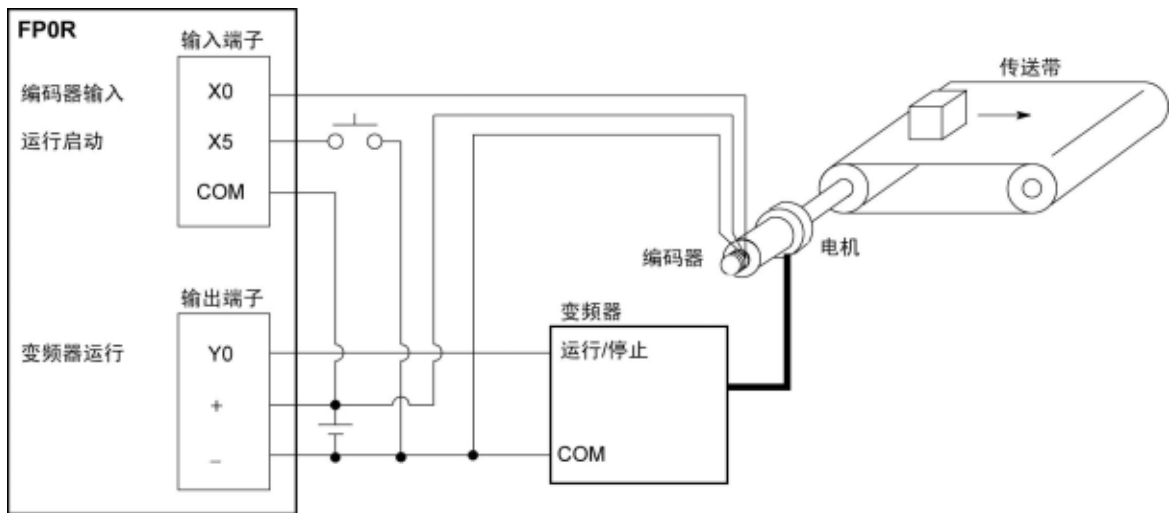 FP0R
输入端子
编码器输入
X0
运行启动
X5
COM
传送带
编码器
电机
输出端子
变频器
变频器运行
Y0
运行/停止
+
−
COM